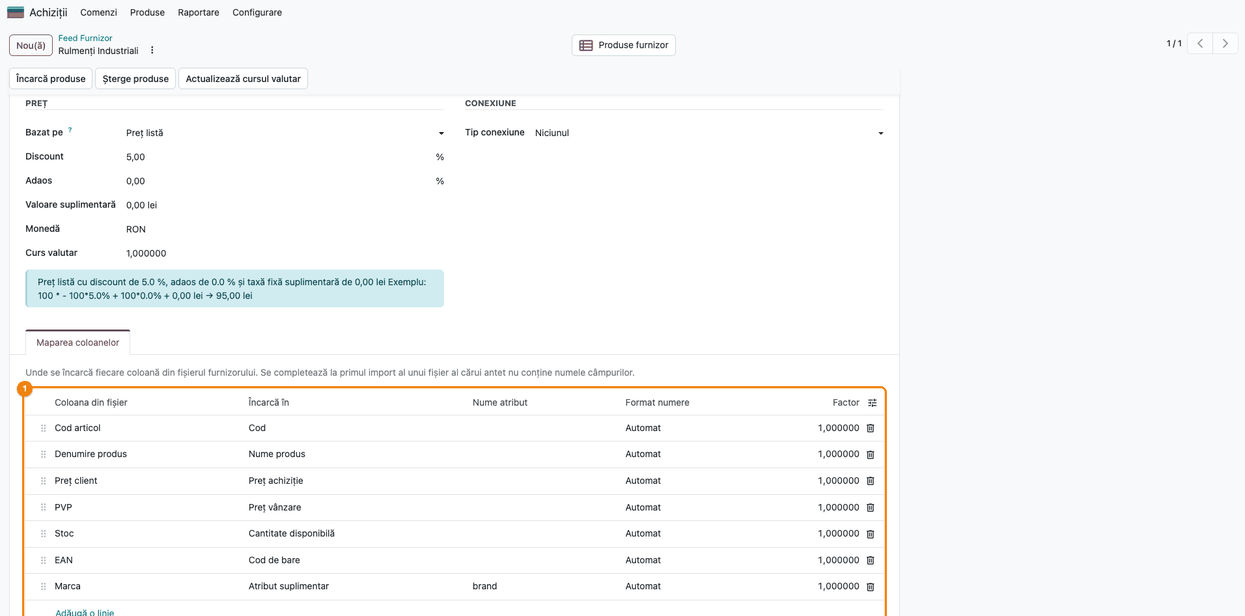 Achiziții Comenzi Produse Raportare Configurare
Nou(ă) Feed Furnizor
Rulmenți Industriali
Produse furnizor
1 / 1
Încarcă produse Șterge produse Actualizează cursul valutar
PREȚ
Bazat pe ? Preț listă
Discount 5,00 %
Adaos 0,00 %
Valoare suplimentară 0,00 lei
Monedă RON
Curs valutar 1,000000
Preț listă cu discount de 5.0 %, adaos de 0.0 % și taxă fixă suplimentară de 0,00 lei Exemplu:
100 * - 100*5.0% + 100*0.0% + 0,00 lei → 95,00 lei
CONEXIUNE
Tip conexiune Niciunul
Maparea coloanelor
Unde se încarcă fiecare coloană din fișierul furnizorului. Se completează la primul import al unui fișier al cărui antet nu conține numele câmpurilor.
1
Coloana din fișier Încarcă în Nume atribut Format numere Factor
Cod articol Cod Automat 1,000000
Denumire produs Nume produs Automat 1,000000
Preț client Preț achiziție Automat 1,000000
PVP Preț vânzare Automat 1,000000
Stoc Cantitate disponibilă Automat 1,000000
EAN Cod de bare Automat 1,000000
Marca Atribut suplimentar brand Automat 1,000000
Adăugă o linie